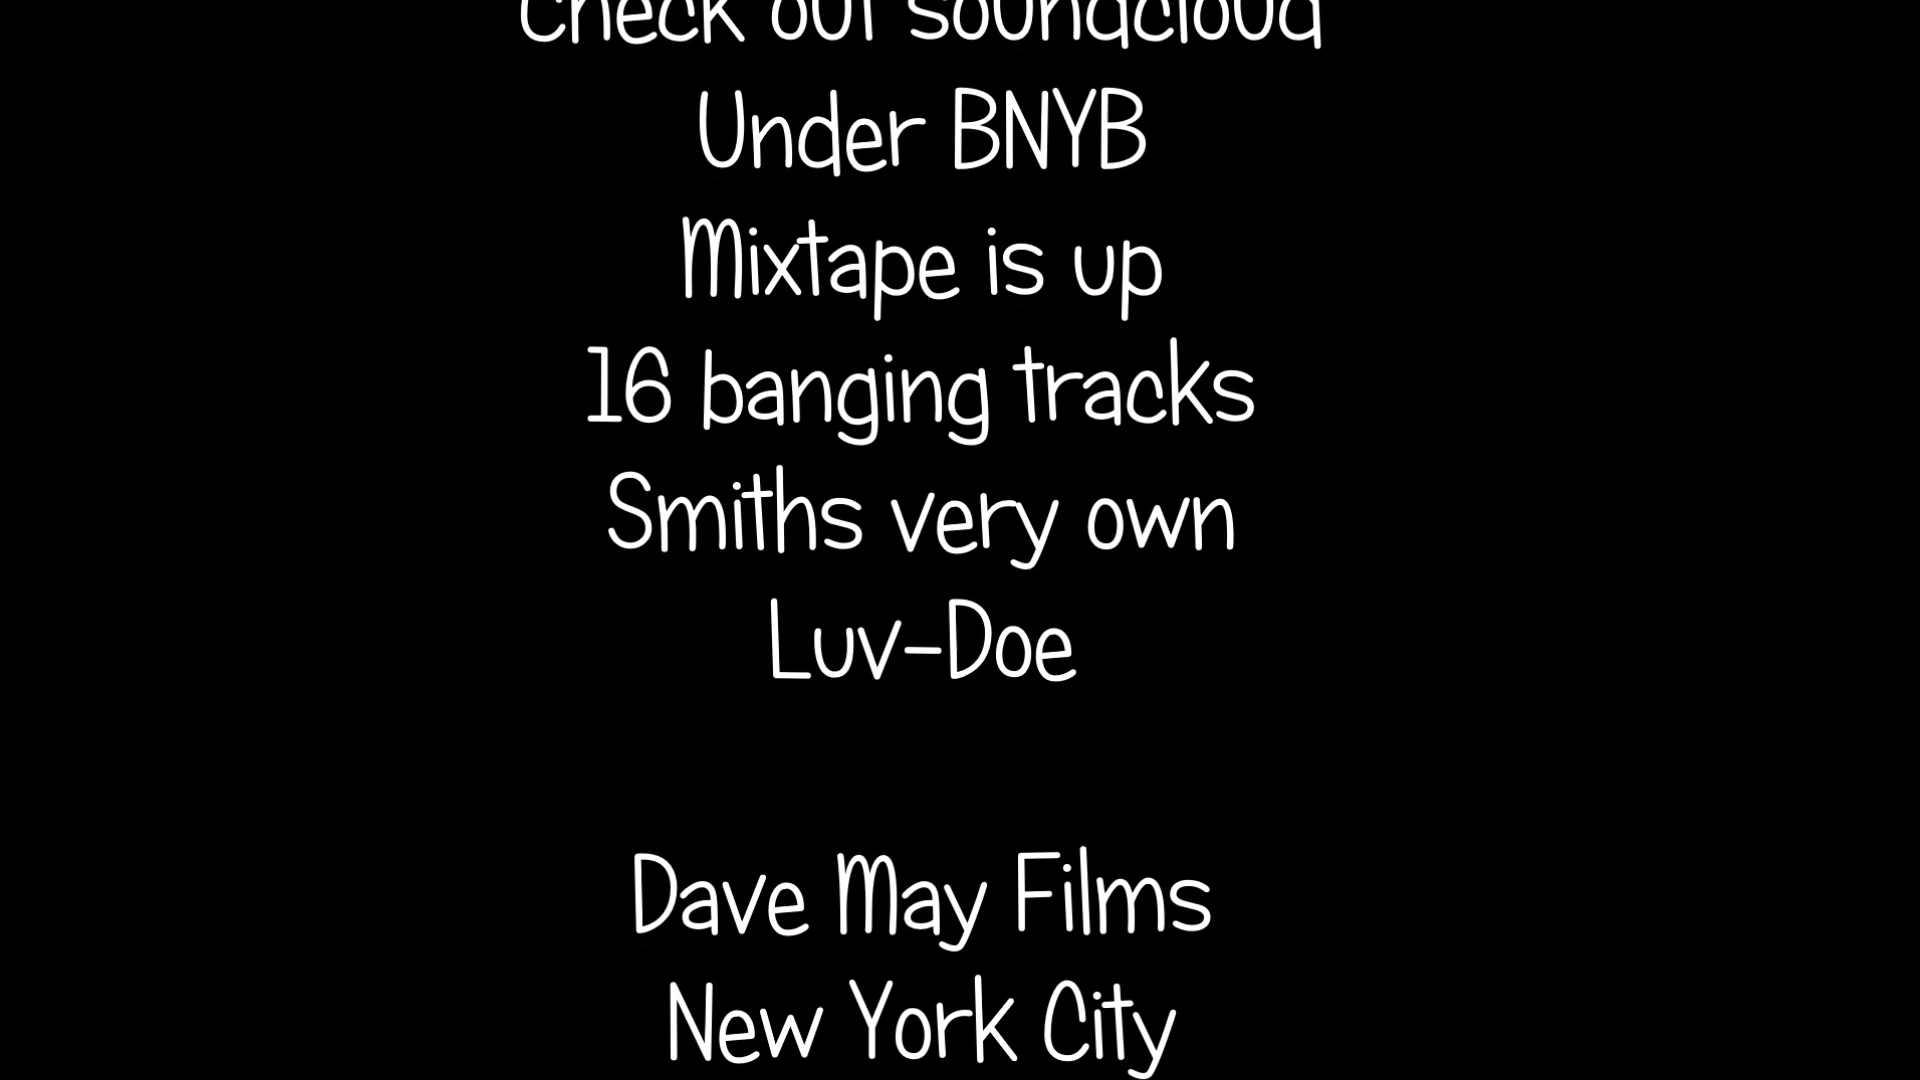 Check out soundcloud
Under BNYB
Mixtape is up
16 banging tracks
Smiths very own
Luv-Doe
Dave May Films
New York City